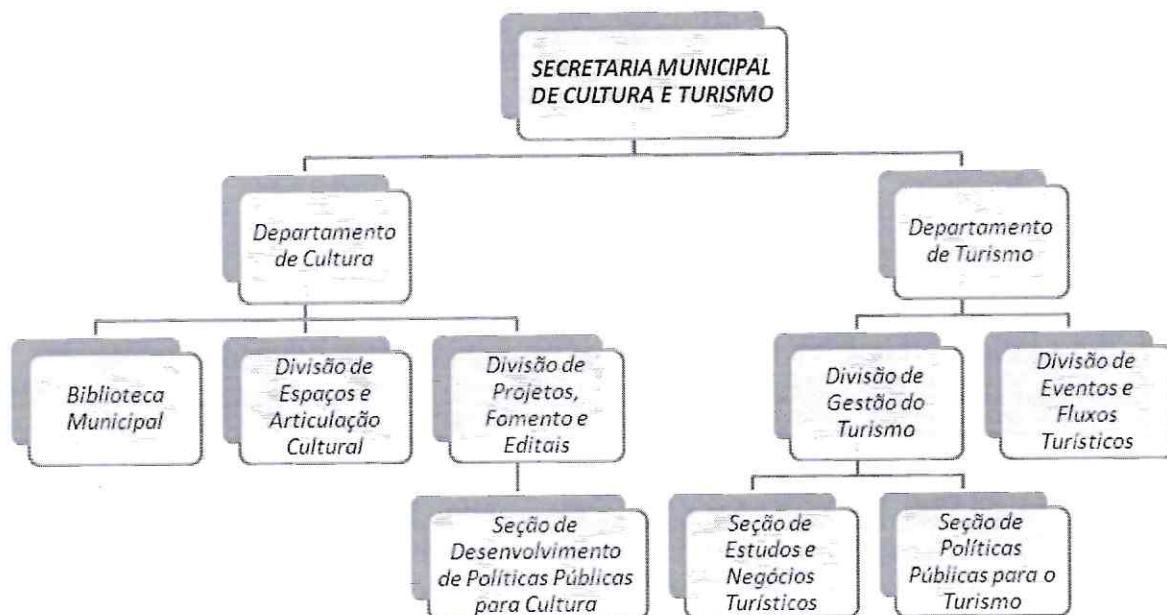 SECRETARIA MUNICIPAL
DE CULTURA E TURISMO
Departamento
de Cultura
Departamento
de Turismo
Biblioteca
Municipal
Divisão de
Espaços e
Articulação
Cultural
Divisão de
Projetos,
Fomento e
Editais
Divisão de
Gestão do
Turismo
Divisão de
Eventos e
Fluxos
Turísticos
Seção de
Desenvolvimento
de Políticas Públicas
para Cultura
Seção de
Estudos e
Negócios
Turísticos
Seção de
Políticas
Públicas para o
Turismo